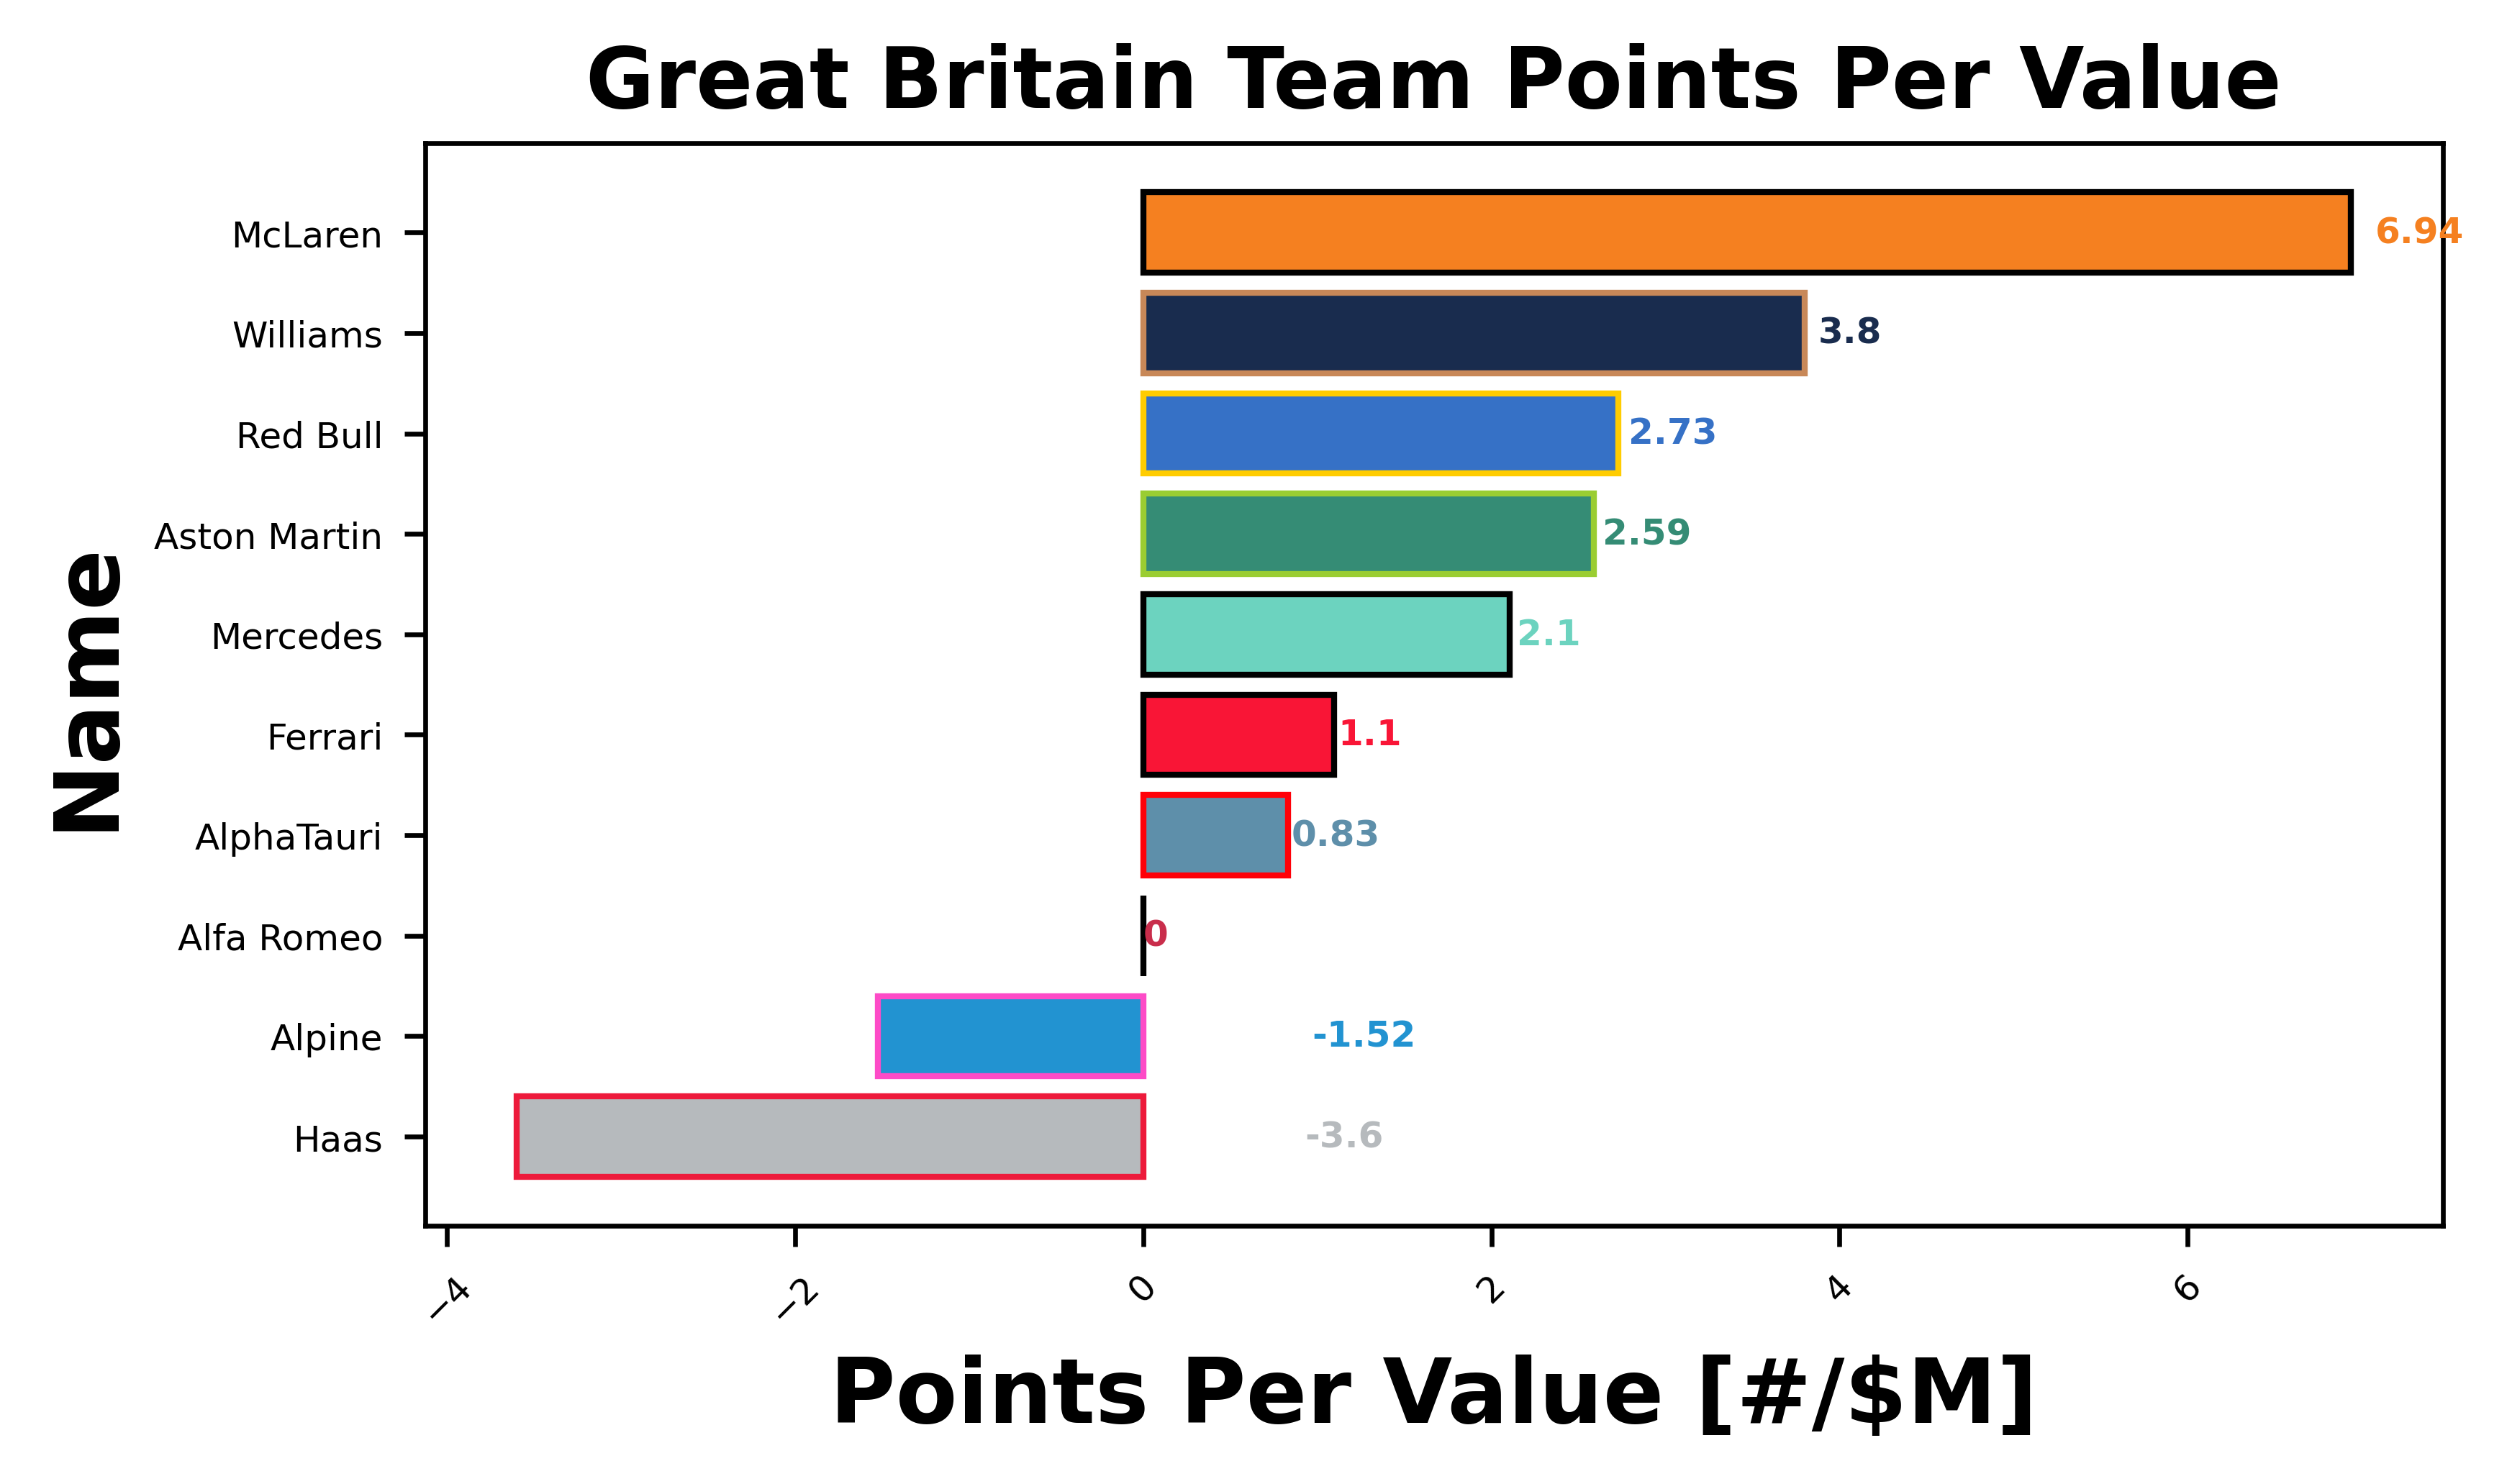 Great Britain Team Points Per Value
Name
McLaren 6.94
Williams 3.8
Red Bull 2.73
Aston Martin 2.59
Mercedes 2.1
Ferrari 1.1
AlphaTauri 0.83
Alfa Romeo 0
Alpine -1.52
Haas -3.6
−4 −2 0 2 4 6
Points Per Value [#/$M]